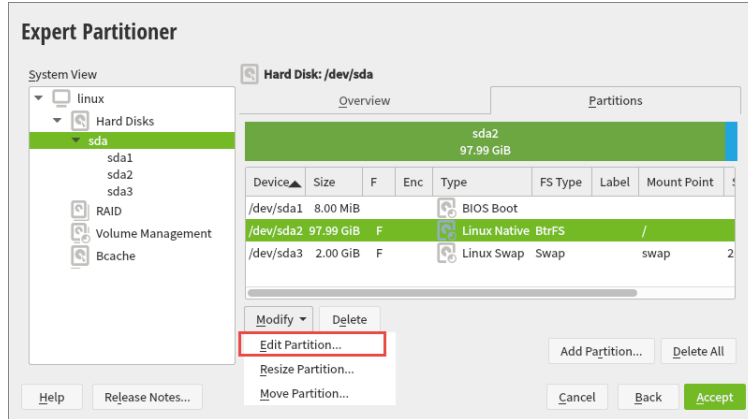 Expert Partitioner
System View
linux
Hard Disks
sda
sda1
sda2
sda3
RAID
Volume Management
Bcache
Hard Disk: /dev/sda
Overview
Partitions
sda2
97.99 GiB
Device Size F Enc Type FS Type Label Mount Point S
/dev/sda1 8.00 MiB BIOS Boot
/dev/sda2 97.99 GiB F Linux Native BtrFS /
/dev/sda3 2.00 GiB F Linux Swap Swap swap 2
Modify Delete
Edit Partition...
Resize Partition...
Move Partition...
Add Partition... Delete All
Help Release Notes... Cancel Back Accept